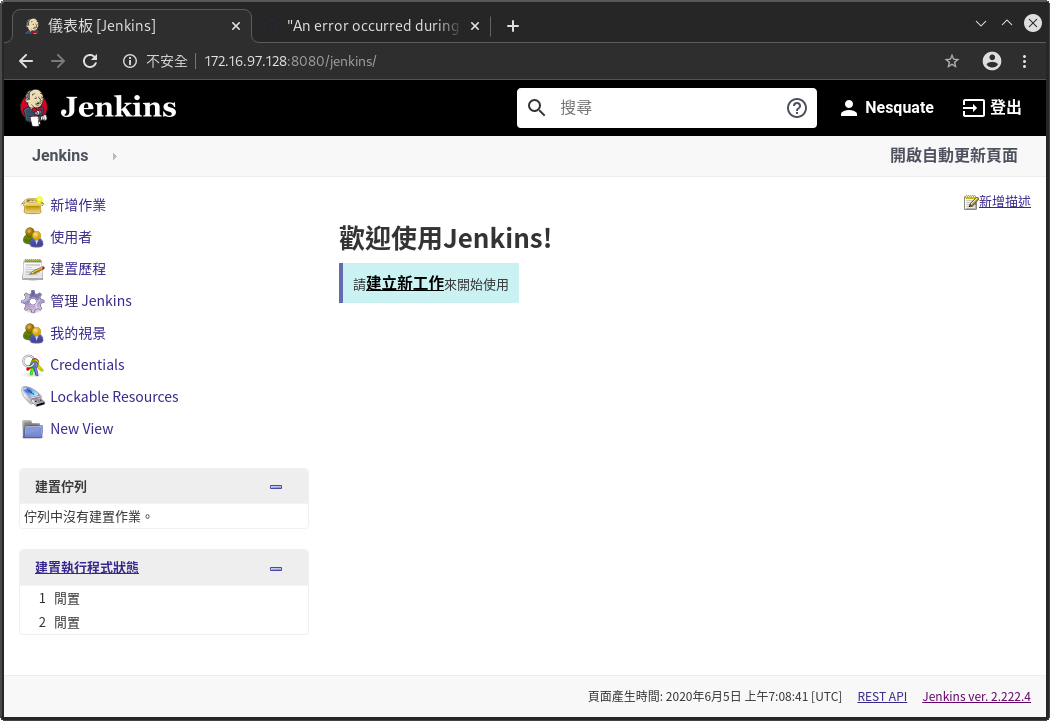 儀表板 [Jenkins]
"An error occurred during
不安全
172.16.97.128:8080/jenkins/
Jenkins
搜尋
Nesquate
登出
Jenkins
開啟自動更新頁面
新增作業
使用者
建置歷程
管理 Jenkins
我的視景
Credentials
Lockable Resources
New View
新增描述
歡迎使用Jenkins!
請建立新工作來開始使用
建置佇列
佇列中沒有建置作業。
建置執行程式狀態
1 閒置
2 閒置
頁面產生時間: 2020年6月5日 上午7:08:41 [UTC] REST API Jenkins ver. 2.222.4